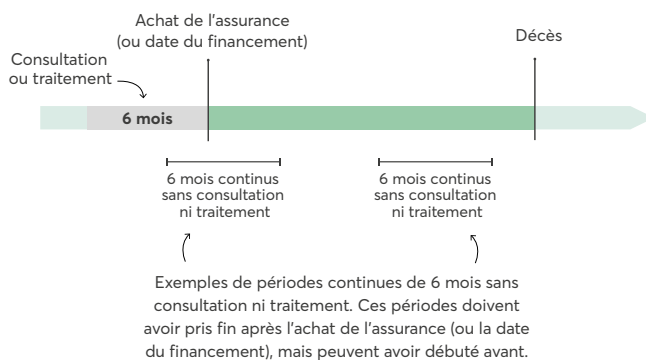 Achat de l'assurance
(ou date du financement)
Décès
Consultation
ou traitement
6 mois
6 mois continus
sans consultation
ni traitement
6 mois continus
sans consultation
ni traitement
Exemples de périodes continues de 6 mois sans
consultation ni traitement. Ces périodes doivent
avoir pris fin après l'achat de l'assurance (ou la date
du financement), mais peuvent avoir débuté avant.